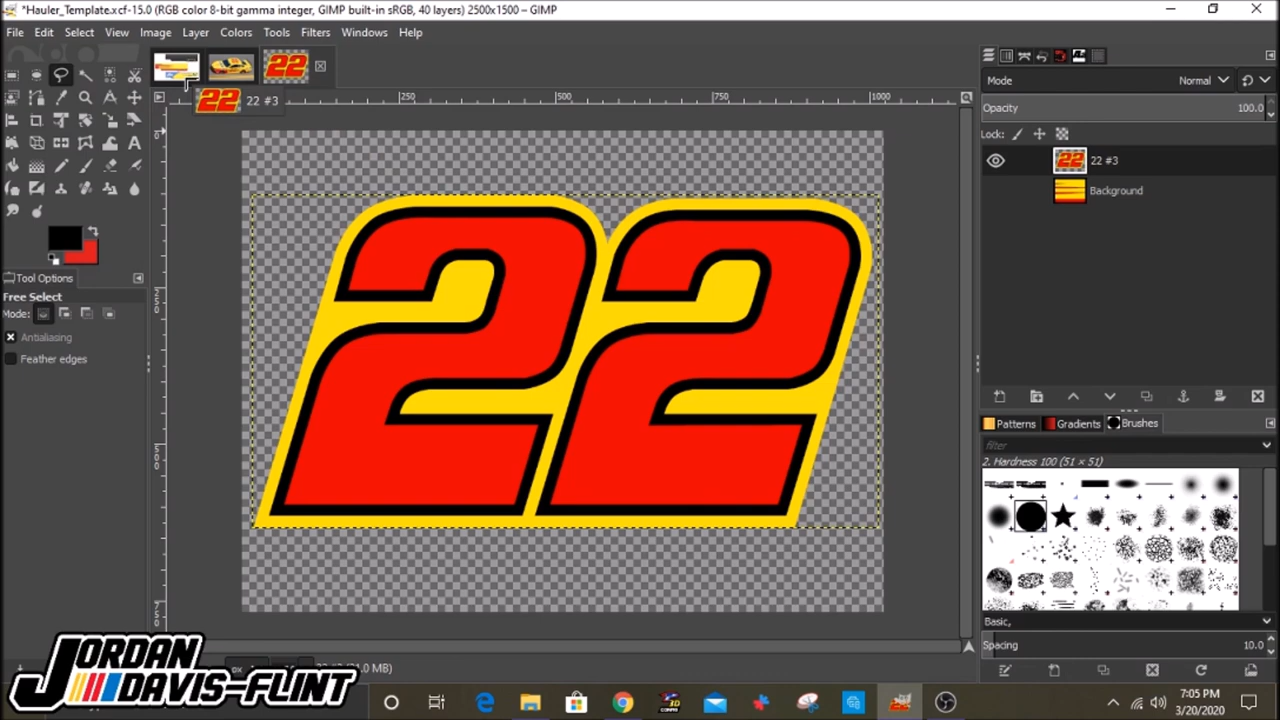 *Hauler_Template.xcf-15.0 (RGB color 8-bit gamma integer, GIMP built-in sRGB, 40 layers) 2500x1500 – GIMP
File Edit Select View Image Layer Colors Tools Filters Windows Help
22
22 22 #3
250 500 750 1000
Mode Normal
Opacity 100.0
Lock:
22 22 #3
Background
22
Tool Options
Free Select
Mode:
Antialiasing
Feather edges
Patterns Gradients Brushes
filter
2. Hardness 100 (51 × 51)
Basic,
Spacing 10.0
JORDAN
DAVIS-FLINT
7:05 PM
3/20/2020